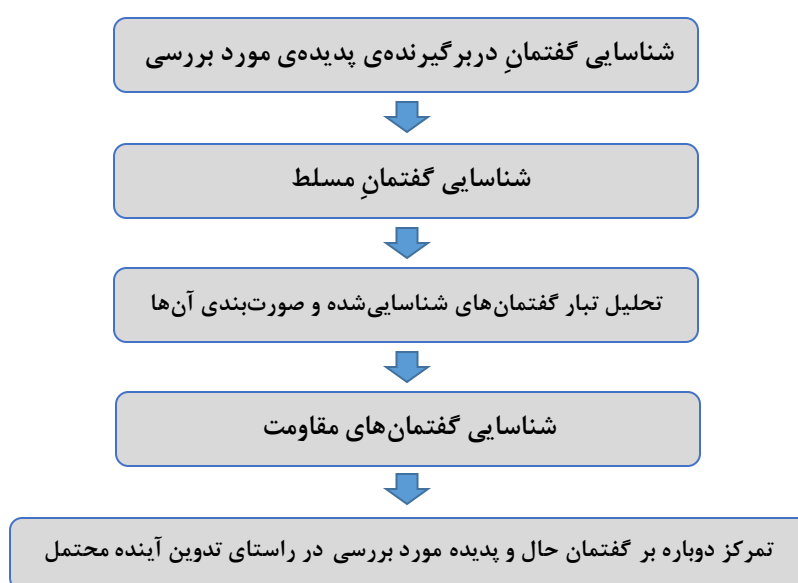 شناسایی گفتمانِ دربرگیرنده‌ی پدیده‌ی مورد بررسی
شناسایی گفتمانِ مسلط
تحلیل تبار گفتمان‌های شناسایی‌شده و صورت‌بندی آن‌ها
شناسایی گفتمان‌های مقاومت
تمرکز دوباره بر گفتمان حال و پدیده مورد بررسی در راستای تدوین آینده محتمل